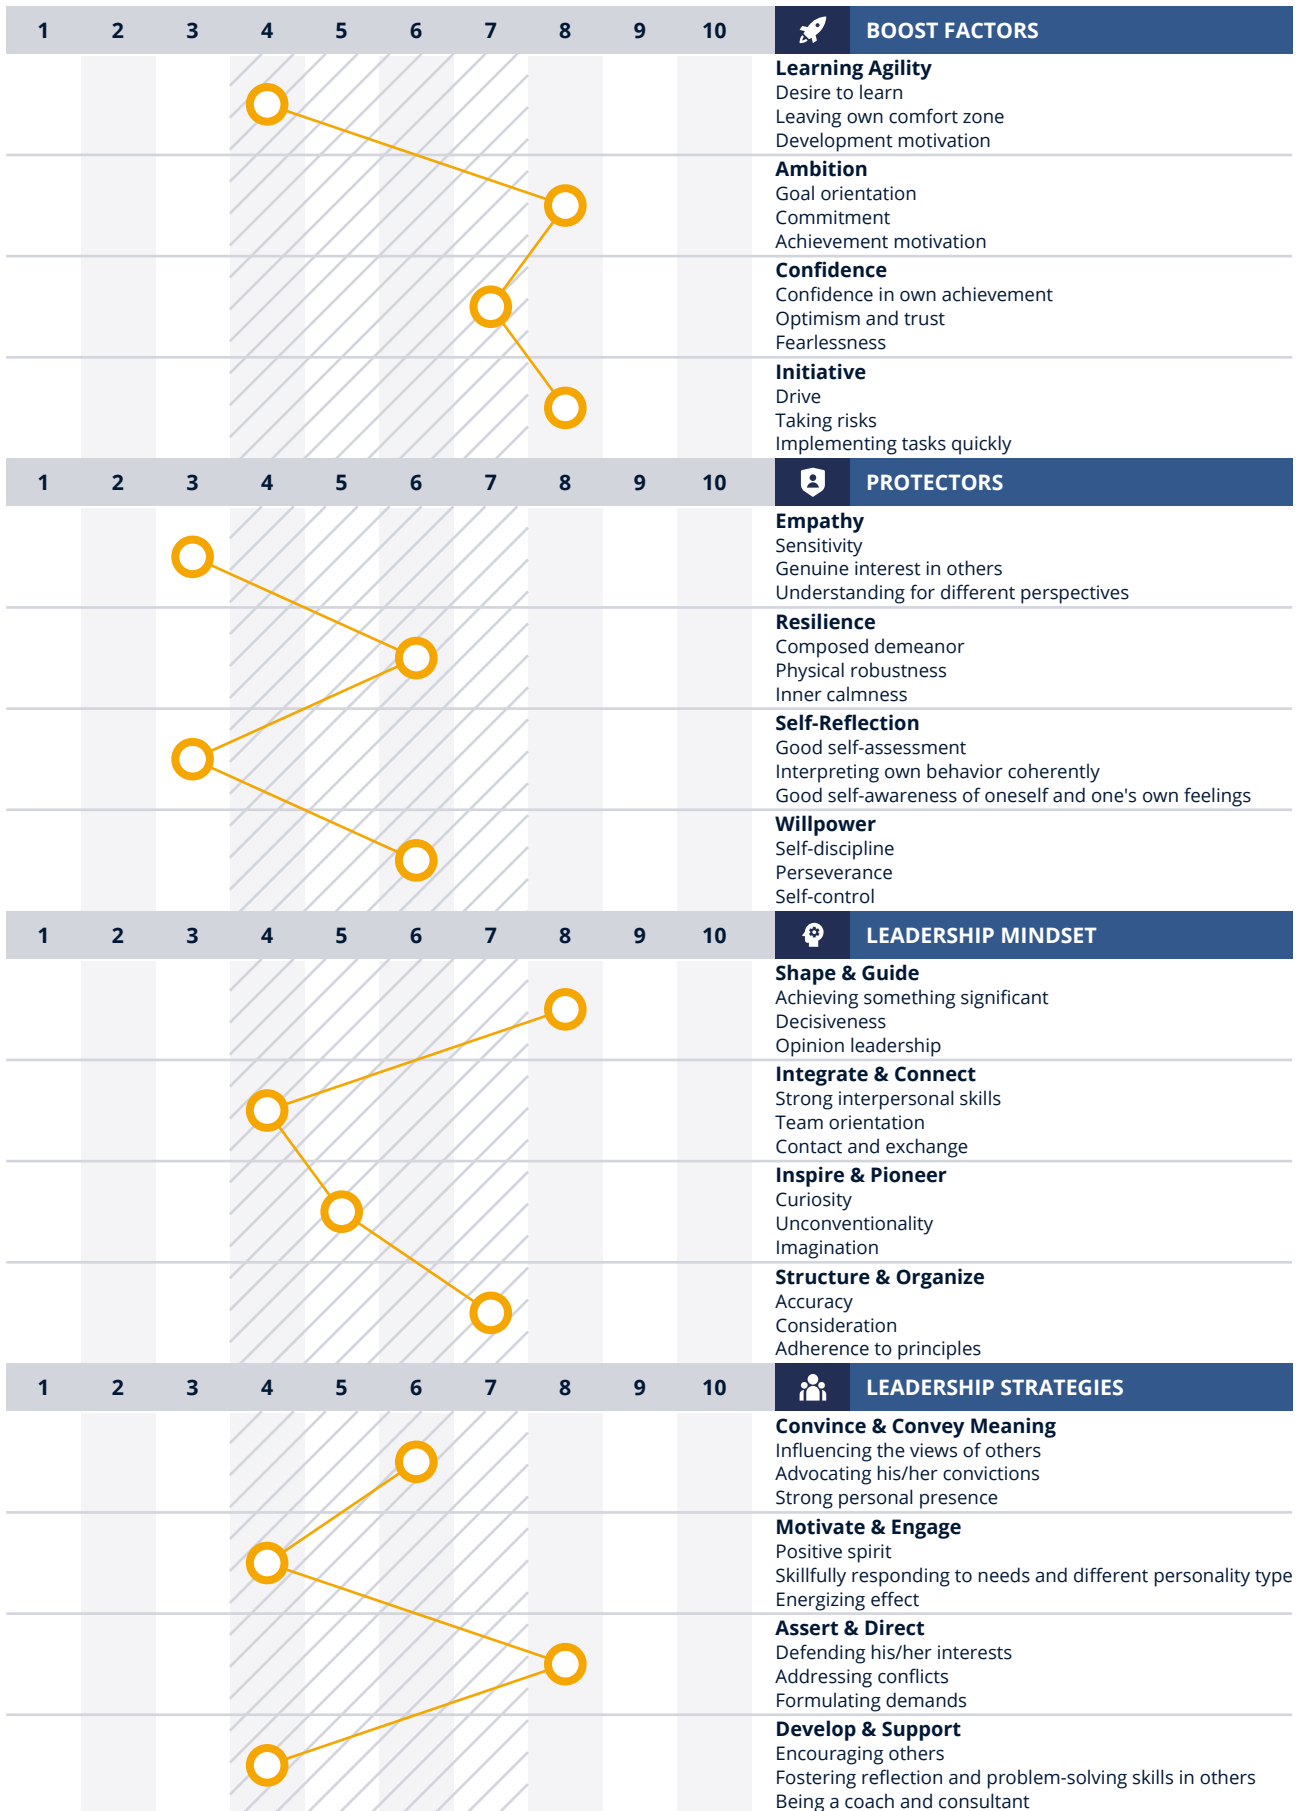 1 2 3 4 5 6 7 8 9 10 BOOST FACTORS
Learning Agility
Desire to learn
Leaving own comfort zone
Development motivation
Ambition
Goal orientation
Commitment
Achievement motivation
Confidence
Confidence in own achievement
Optimism and trust
Fearlessness
Initiative
Drive
Taking risks
Implementing tasks quickly
1 2 3 4 5 6 7 8 9 10 PROTECTORS
Empathy
Sensitivity
Genuine interest in others
Understanding for different perspectives
Resilience
Composed demeanor
Physical robustness
Inner calmness
Self-Reflection
Good self-assessment
Interpreting own behavior coherently
Good self-awareness of oneself and one's own feelings
Willpower
Self-discipline
Perseverance
Self-control
1 2 3 4 5 6 7 8 9 10 LEADERSHIP MINDSET
Shape & Guide
Achieving something significant
Decisiveness
Opinion leadership
Integrate & Connect
Strong interpersonal skills
Team orientation
Contact and exchange
Inspire & Pioneer
Curiosity
Unconventionality
Imagination
Structure & Organize
Accuracy
Consideration
Adherence to principles
1 2 3 4 5 6 7 8 9 10 LEADERSHIP STRATEGIES
Convince & Convey Meaning
Influencing the views of others
Advocating his/her convictions
Strong personal presence
Motivate & Engage
Positive spirit
Skillfully responding to needs and different personality type
Energizing effect
Assert & Direct
Defending his/her interests
Addressing conflicts
Formulating demands
Develop & Support
Encouraging others
Fostering reflection and problem-solving skills in others
Being a coach and consultant